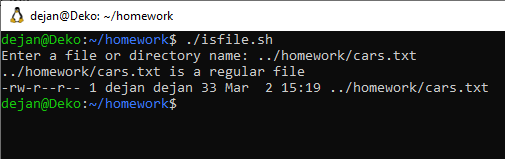 dejan@Deko: ~/homework
dejan@Deko:~/homework$ ./isfile.sh
Enter a file or directory name: ../homework/cars.txt
../homework/cars.txt is a regular file
-rw-r--r-- 1 dejan dejan 33 Mar  2 15:19 ../homework/cars.txt
dejan@Deko:~/homework$